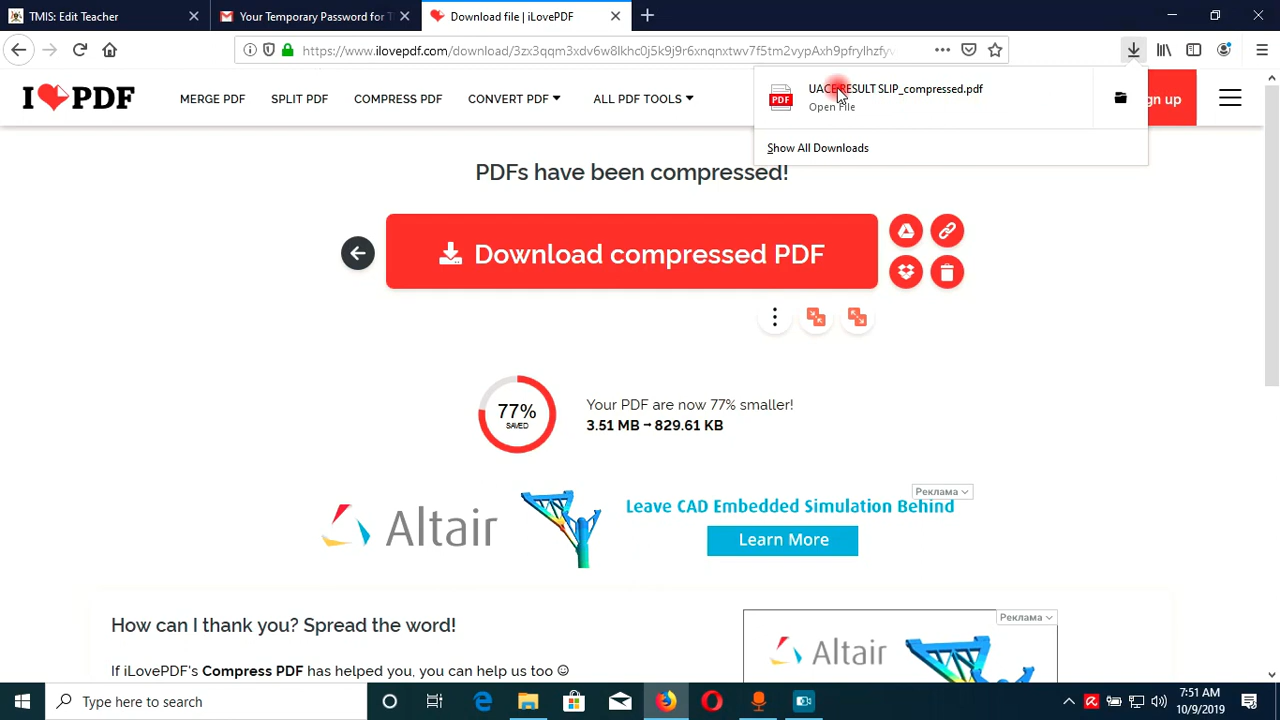 TMIS: Edit Teacher
Your Temporary Password for T
Download file | iLovePDF
https://www.ilovepdf.com/download/3zx3qqm3xdv6w8lkhc0j5k9j9r6xnqnxtwv7f5tm2vypAxh9pfrylhzfyv
I PDF
MERGE PDF
SPLIT PDF
COMPRESS PDF
CONVERT PDF
ALL PDF TOOLS
gn up
PDF
UACE RESULT SLIP_compressed.pdf
Open File
Show All Downloads
PDFs have been compressed!
Download compressed PDF
77%
SAVED
Your PDF are now 77% smaller!
3.51 MB → 829.61 KB
Реклама
Altair
Leave CAD Embedded Simulation Behind
Learn More
How can I thank you? Spread the word!
If iLovePDF's Compress PDF has helped you, you can help us too ☺
Реклама
Altair
Type here to search
7:51 AM
10/9/2019